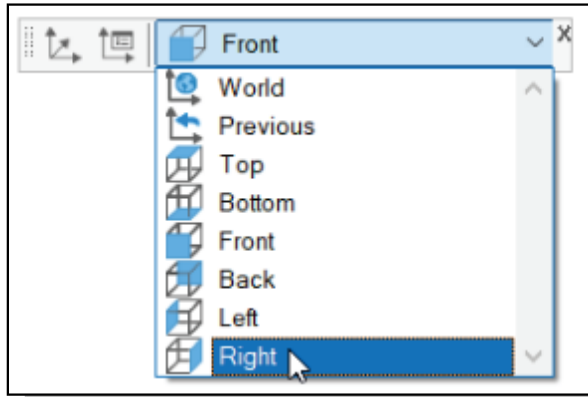 Front
X
World
Previous
Top
Bottom
Front
Back
Left
Right